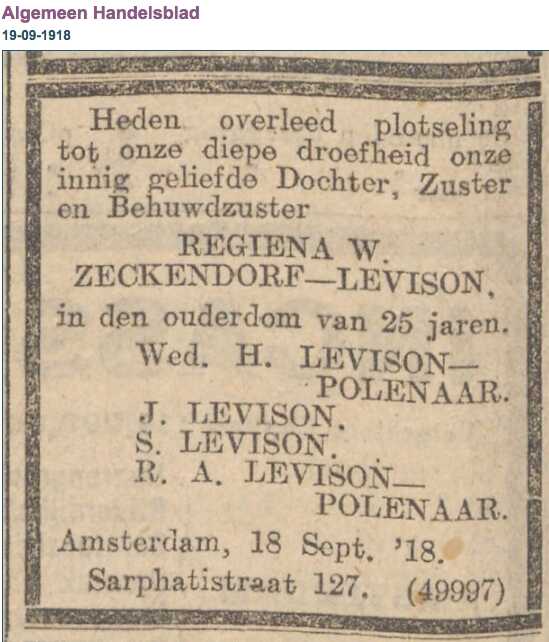 Algemeen Handelsblad
19-09-1918
Heden overleed plotseling
tot onze diepe droefheid onze
innig geliefde Dochter, Zuster
en Behuwdzuster
REGIENA W.
ZECKENDORF—LEVISON,
in den ouderdom van 25 jaren.
Wed. H. LEVISON—
POLENAAR.
J. LEVISON.
S. LEVISON.
R. A. LEVISON—
POLENAAR.
Amsterdam, 18 Sept. '18.
Sarphatistraat 127. (49997)